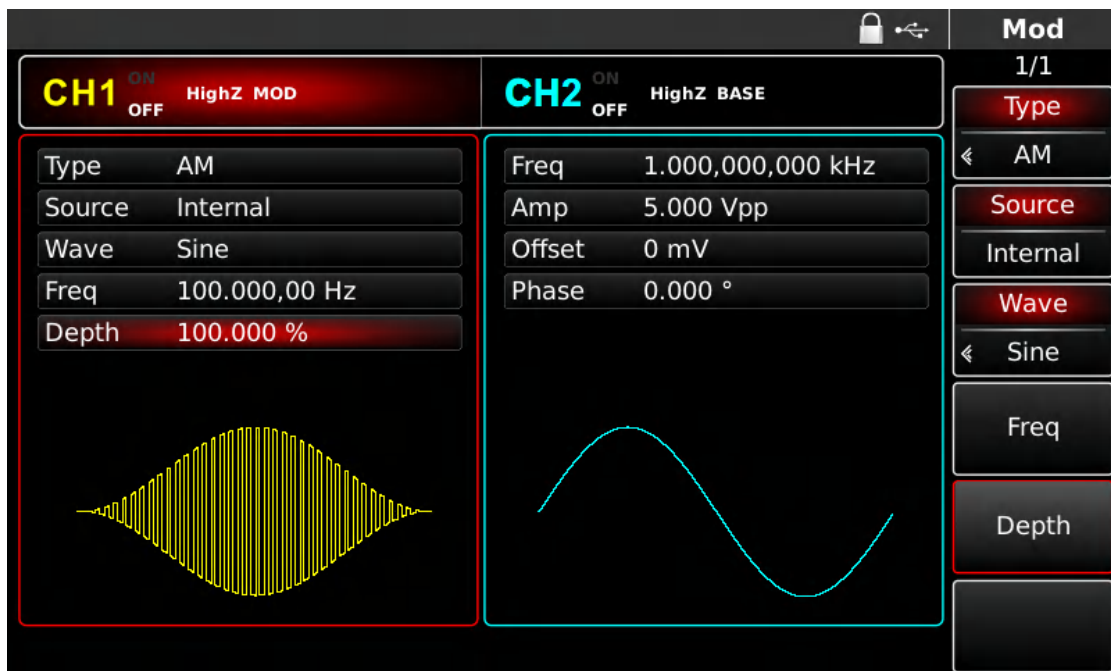 Mod
1/1
CH1 ON OFF HighZ MOD
CH2 ON OFF HighZ BASE
Type AM
Source Internal
Wave Sine
Freq 100.000,00 Hz
Depth 100.000 %
Freq 1.000,000,000 kHz
Amp 5.000 Vpp
Offset 0 mV
Phase 0.000 °
Type
AM
Source
Internal
Wave
Sine
Freq
Depth